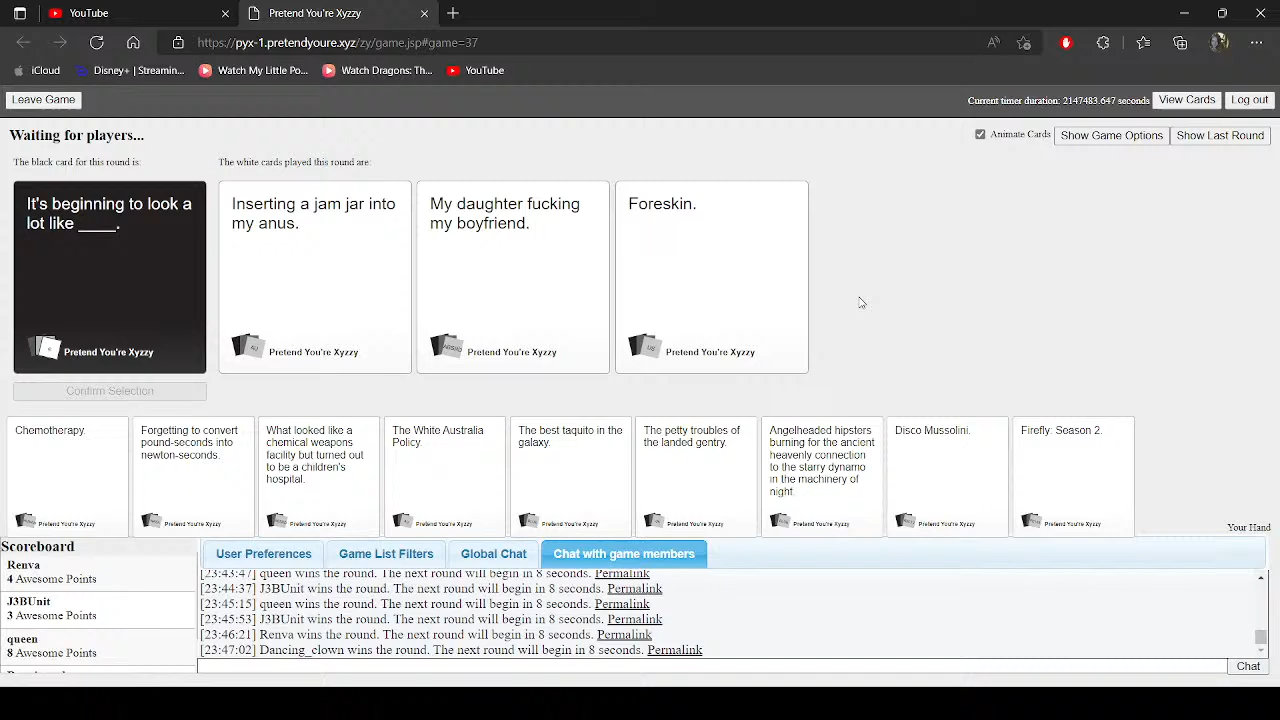 YouTube
Pretend You're Xyzzy
https://pyx-1.pretendyoure.xyz/zy/game.jsp#game=37
iCloud
Disney+ | Streamin...
Watch My Little Po...
Watch Dragons: Th...
YouTube
Leave Game
Current timer duration: 2147483.647 seconds
View Cards
Log out
Waiting for players...
Animate Cards
Show Game Options
Show Last Round
The black card for this round is:
The white cards played this round are:
It's beginning to look a
lot like ____.
Pretend You're Xyzzy
Inserting a jam jar into
my anus.
Pretend You're Xyzzy
My daughter fucking
my boyfriend.
Pretend You're Xyzzy
Foreskin.
Pretend You're Xyzzy
Confirm Selection
Chemotherapy.
Pretend You're Xyzzy
Forgetting to convert
pound-seconds into
newton-seconds.
Pretend You're Xyzzy
What looked like a
chemical weapons
facility but turned out
to be a children's
hospital.
Pretend You're Xyzzy
The White Australia
Policy.
Pretend You're Xyzzy
The best taquito in the
galaxy.
Pretend You're Xyzzy
The petty troubles of
the landed gentry.
Pretend You're Xyzzy
Angelheaded hipsters
burning for the ancient
heavenly connection
to the starry dynamo
in the machinery of
night.
Pretend You're Xyzzy
Disco Mussolini.
Pretend You're Xyzzy
Firefly: Season 2.
Pretend You're Xyzzy
Your Hand
Scoreboard
Renva
4 Awesome Points
J3BUnit
3 Awesome Points
queen
8 Awesome Points
User Preferences
Game List Filters
Global Chat
Chat with game members
[23:43:47] queen wins the round. The next round will begin in 8 seconds. Permalink
[23:44:37] J3BUnit wins the round. The next round will begin in 8 seconds. Permalink
[23:45:15] queen wins the round. The next round will begin in 8 seconds. Permalink
[23:45:53] J3BUnit wins the round. The next round will begin in 8 seconds. Permalink
[23:46:21] Renva wins the round. The next round will begin in 8 seconds. Permalink
[23:47:02] Dancing_clown wins the round. The next round will begin in 8 seconds. Permalink
Chat